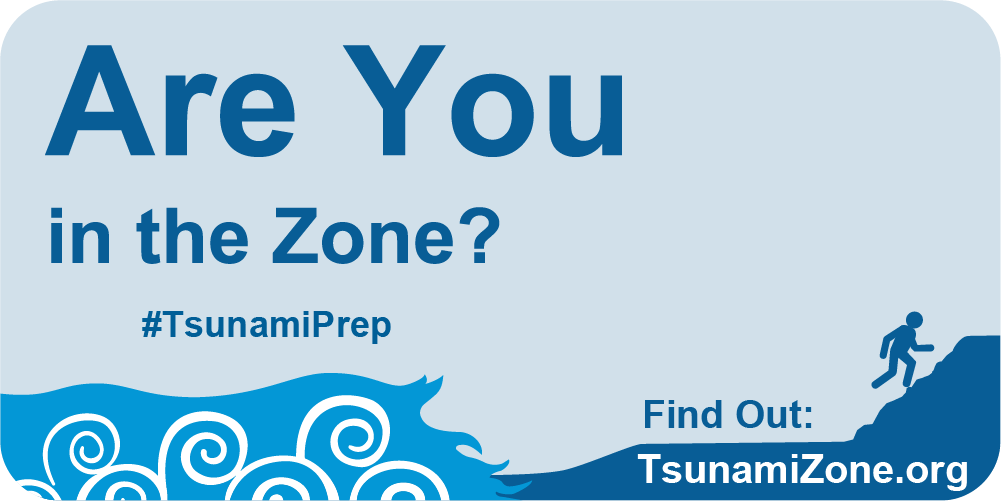 Are You
in the Zone?
#TsunamiPrep
Find Out:
TsunamiZone.org